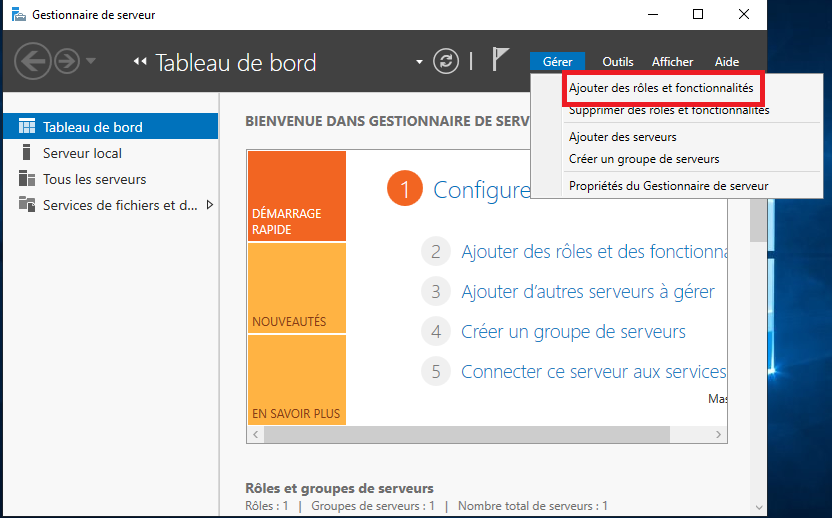 Gestionnaire de serveur
Tableau de bord
Gérer
Outils
Afficher
Aide
Ajouter des rôles et fonctionnalités
Supprimer des rôles et fonctionnalités
Ajouter des serveurs
Créer un groupe de serveurs
Propriétés du Gestionnaire de serveur
Tableau de bord
Serveur local
Tous les serveurs
Services de fichiers et d...
BIENVENUE DANS GESTIONNAIRE DE SERV
DÉMARRAGE
RAPIDE
NOUVEAUTÉS
EN SAVOIR PLUS
1 Configure
2 Ajouter des rôles et des fonctionna
3 Ajouter d’autres serveurs à gérer
4 Créer un groupe de serveurs
5 Connecter ce serveur aux services
Mas
Rôles et groupes de serveurs
Rôles : 1 | Groupes de serveurs : 1 | Nombre total de serveurs : 1